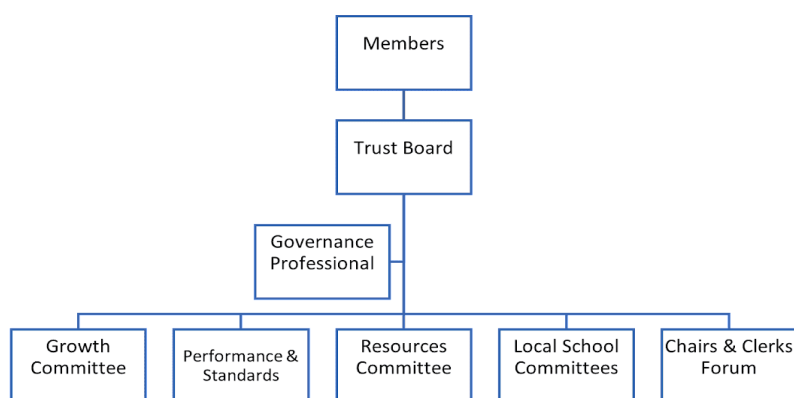 Members
Trust Board
Governance
Professional
Growth
Committee
Performance &
Standards
Resources
Committee
Local School
Committees
Chairs & Clerks
Forum